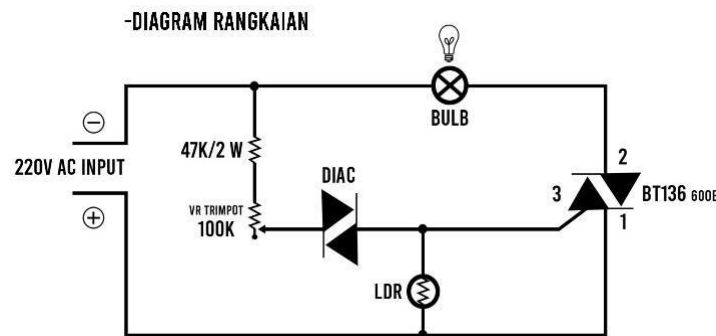 -DIAGRAM RANGKAIAN
BULB
47K/2 W
220V AC INPUT
DIAC
2
3
BT136 600E
VR TRIMPOT
100K
1
LDR